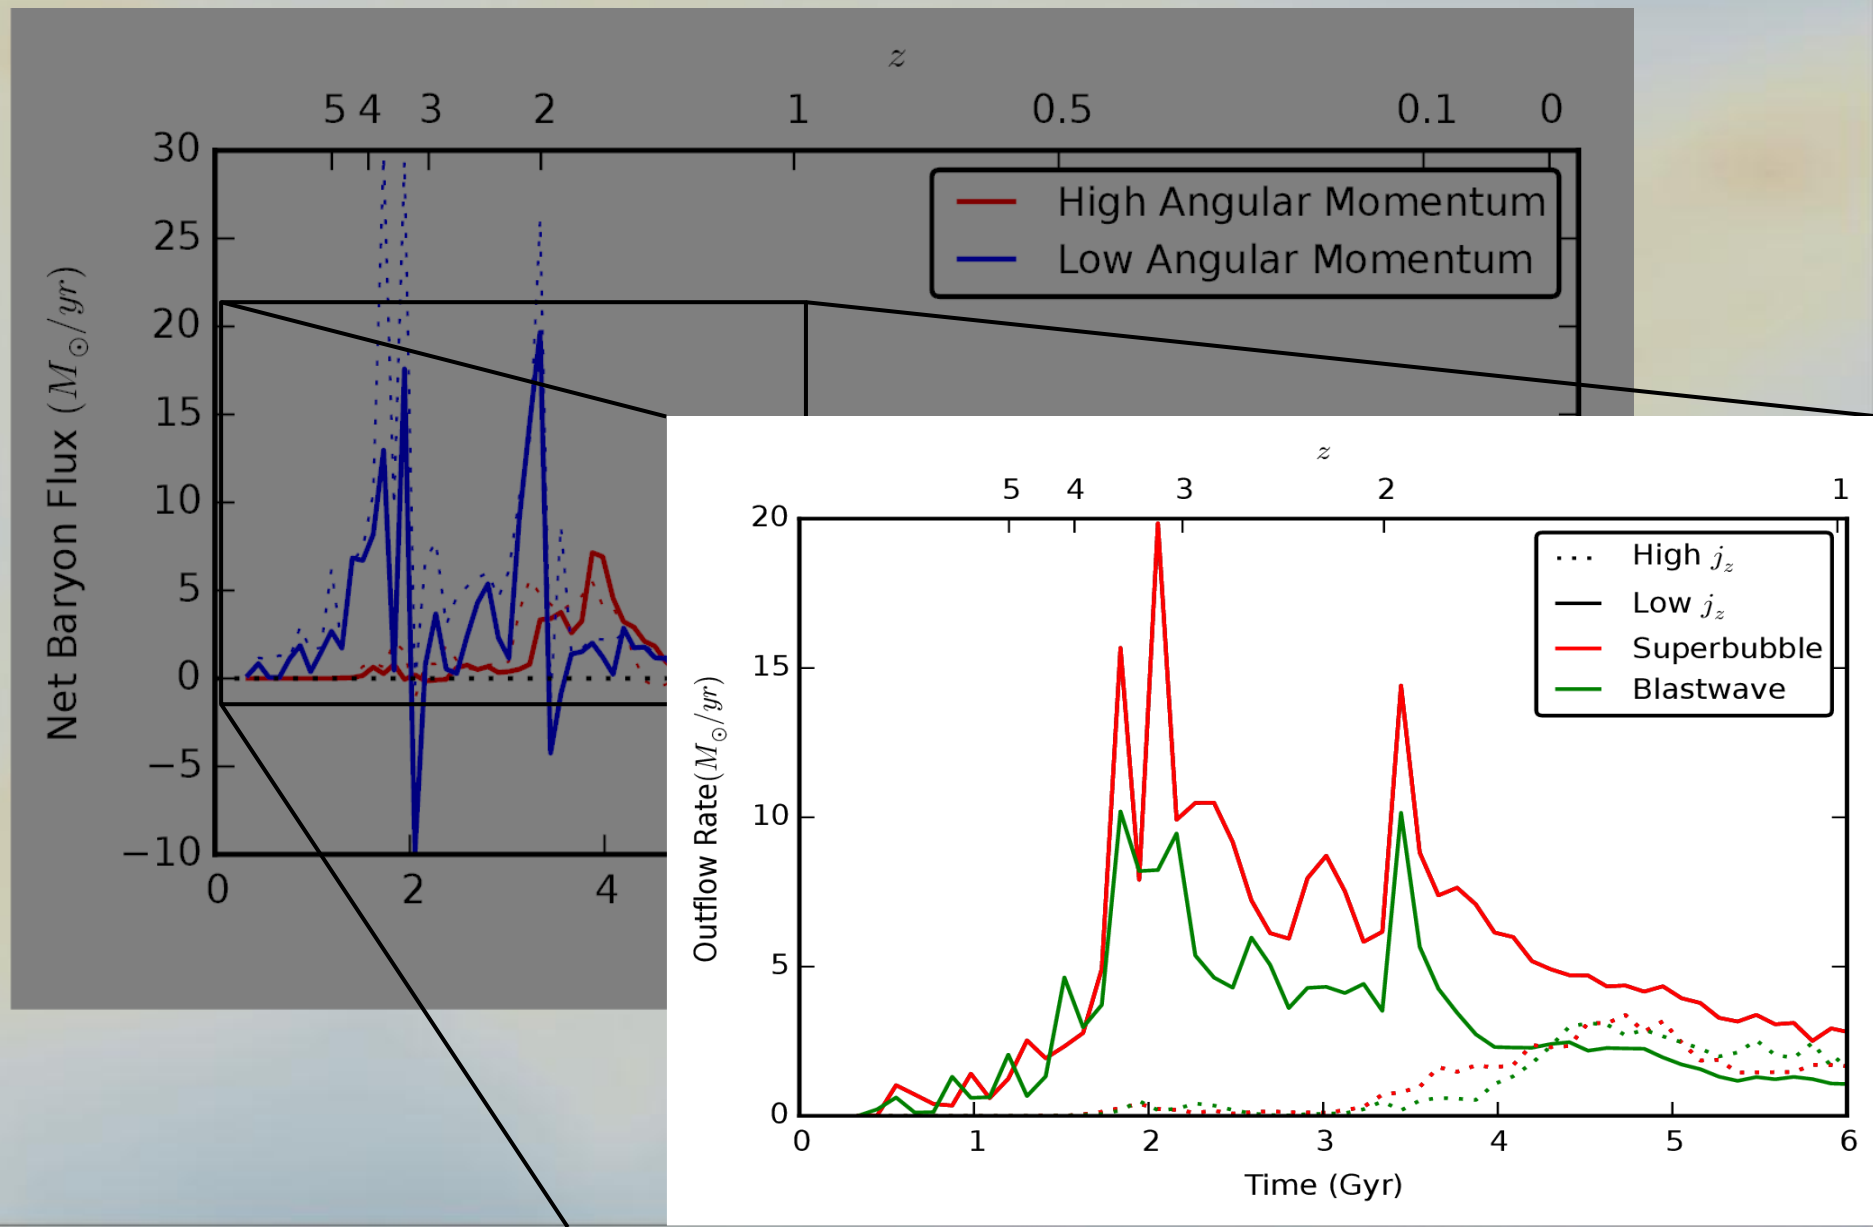 z
5 4 3 2 1 0.5 0.1 0
30
25
20
15
10
5
0
−5
−10
Net Baryon Flux (M⊙/yr)
High Angular Momentum
Low Angular Momentum
0 2 4
z
5 4 3 2 1
20
15
10
5
0
Outflow Rate(M⊙/yr)
High j_z
Low j_z
Superbubble
Blastwave
0 1 2 3 4 5 6
Time (Gyr)